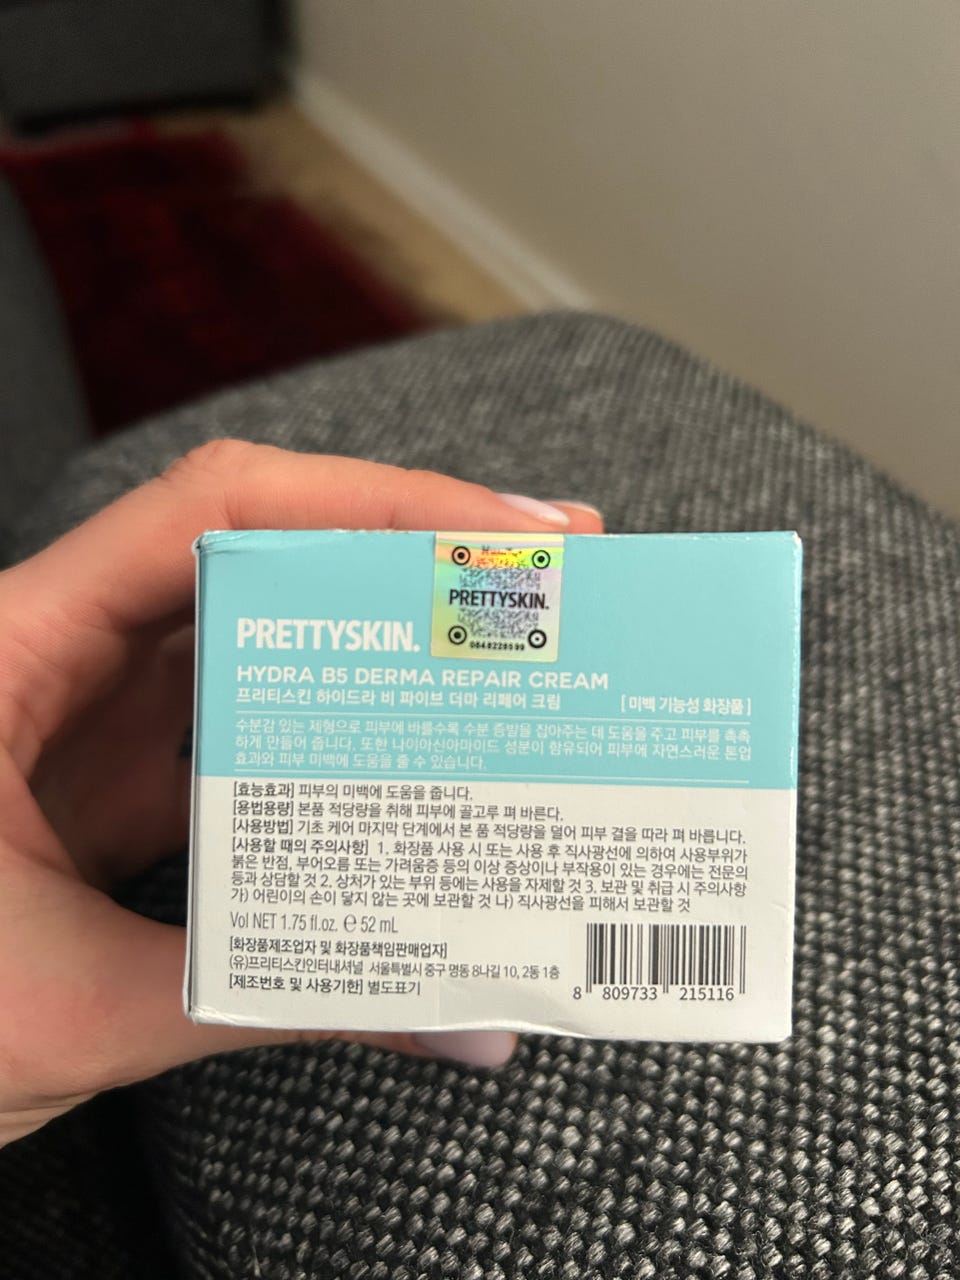 PRETTYSKIN.
PRETTYSKIN.
HYDRA B5 DERMA REPAIR CREAM
프리티스킨 하이드라 비 파이브 더마 리페어 크림
[ 미백 기능성 화장품 ]
수분감 있는 제형으로 피부에 바를수록 수분 증발을 잡아주는 데 도움을 주고 피부를 촉촉
하게 만들어 줍니다. 또한 나이아신아마이드 성분이 함유되어 피부에 자연스러운 톤업
효과와 피부 미백에 도움을 줄 수 있습니다.
[효능효과] 피부의 미백에 도움을 줍니다.
[용법용량] 본품 적당량을 취해 피부에 골고루 펴 바른다.
[사용방법] 기초 케어 마지막 단계에서 본 품 적당량을 덜어 피부 결을 따라 펴 바릅니다.
[사용할 때의 주의사항] 1. 화장품 사용 시 또는 사용 후 직사광선에 의하여 사용부위가
붉은 반점, 부어오름 또는 가려움증 등의 이상 증상이나 부작용이 있는 경우에는 전문의
등과 상담할 것 2. 상처가 있는 부위 등에는 사용을 자제할 것 3. 보관 및 취급 시 주의사항
가) 어린이의 손이 닿지 않는 곳에 보관할 것 나) 직사광선을 피해서 보관할 것
Vol NET 1.75 fl.oz. ℮ 52 mL
[화장품제조업자 및 화장품책임판매업자]
(유)프리티스킨인터내셔널 서울특별시 중구 명동 8나길 10, 2동 1층
[제조번호 및 사용기한] 별도표기
8 809733 215116